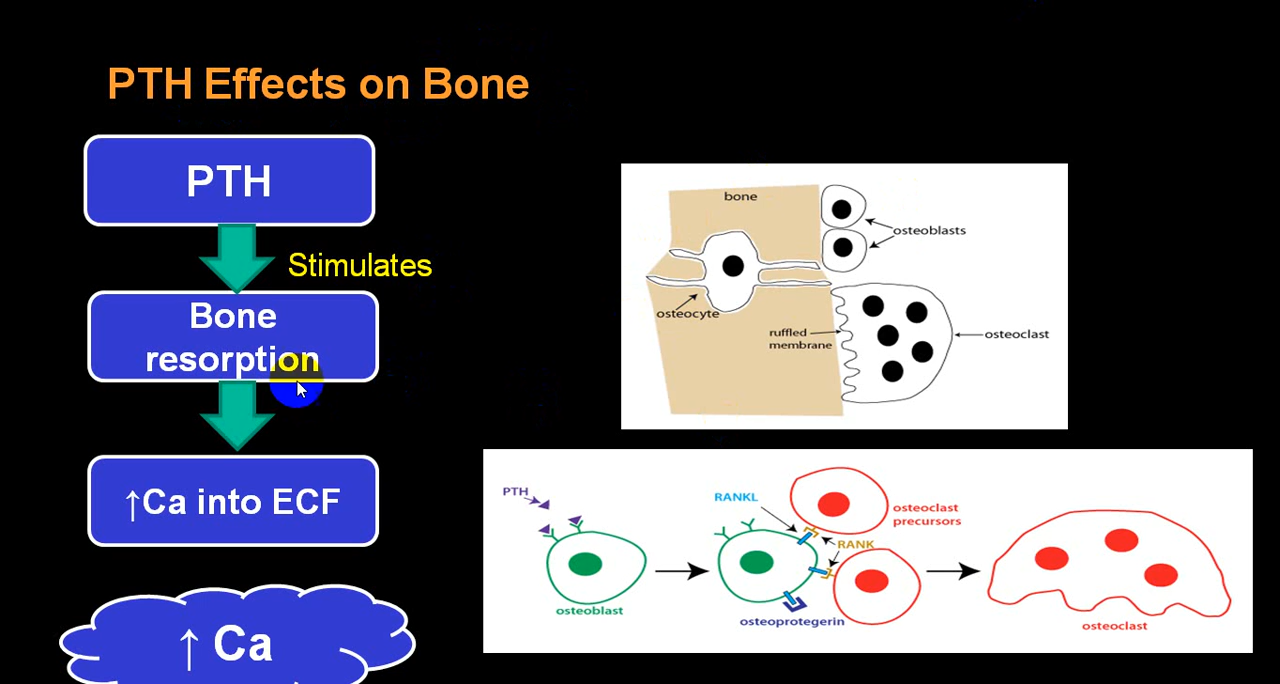 PTH Effects on Bone
PTH
Stimulates
Bone
resorption
↑Ca into ECF
↑ Ca
bone
osteoblasts
osteocyte
ruffled
membrane
osteoclast
PTH
RANKL
osteoclast
precursors
RANK
osteoblast
osteoprotegerin
osteoclast